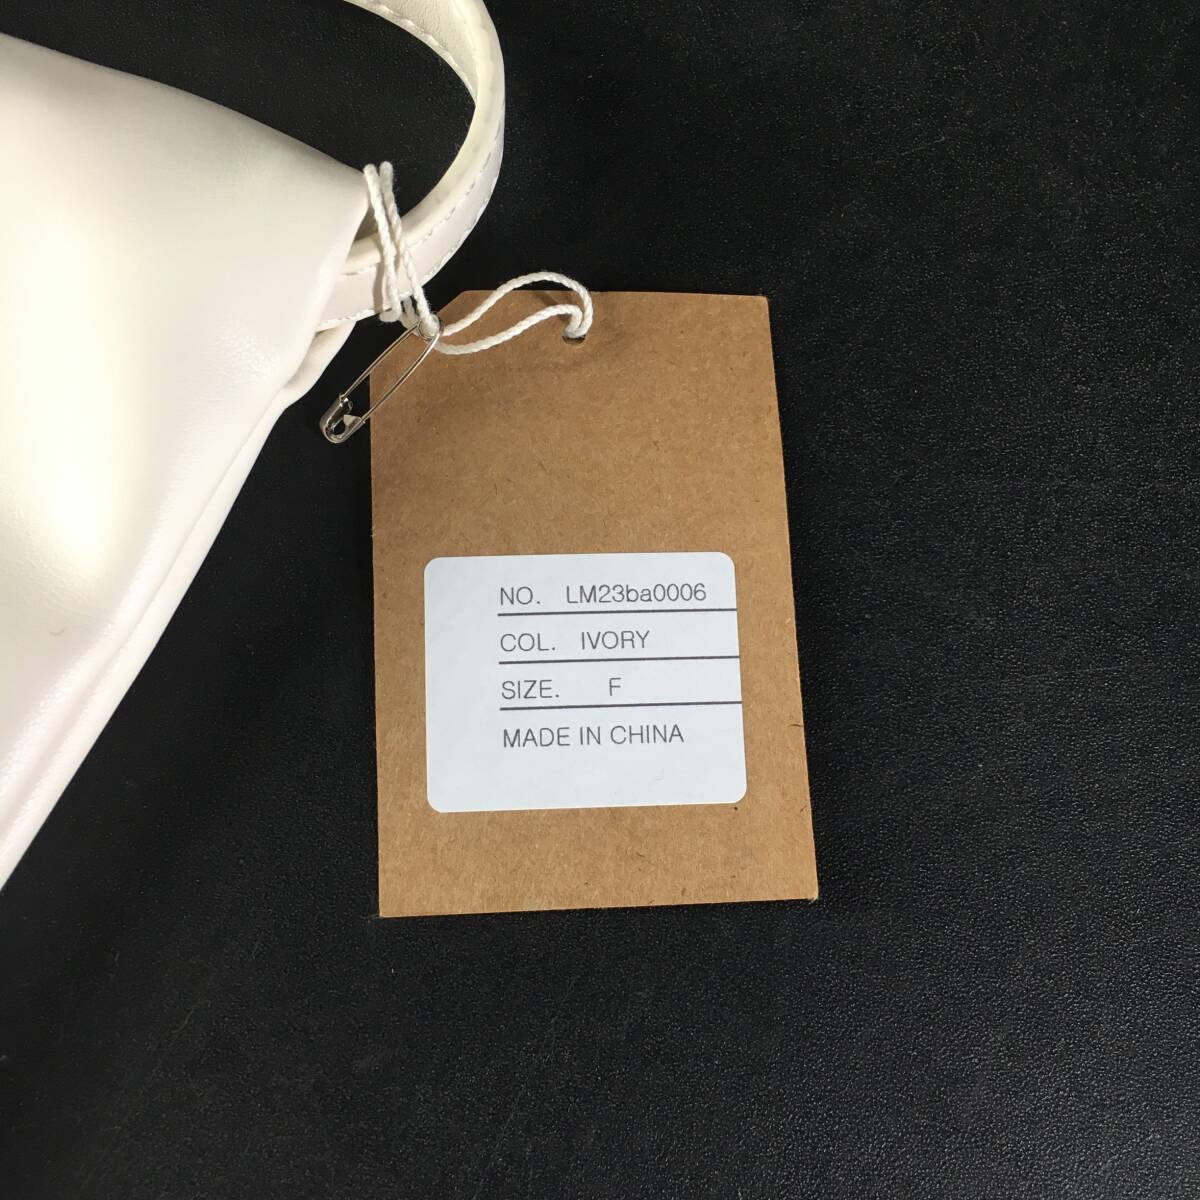 NO. LM23ba0006
COL. IVORY
SIZE. F
MADE IN CHINA